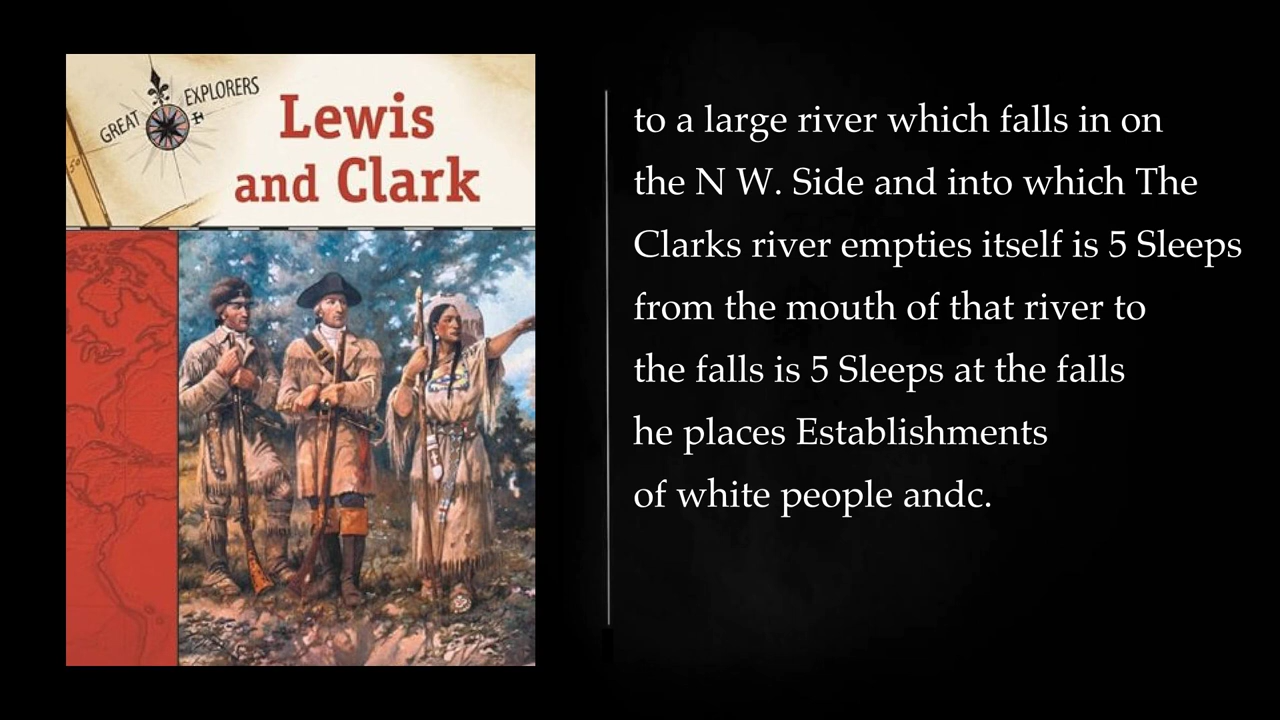 GREAT EXPLORERS
Lewis
and Clark
to a large river which falls in on
the N W. Side and into which The
Clarks river empties itself is 5 Sleeps
from the mouth of that river to
the falls is 5 Sleeps at the falls
he places Establishments
of white people andc.